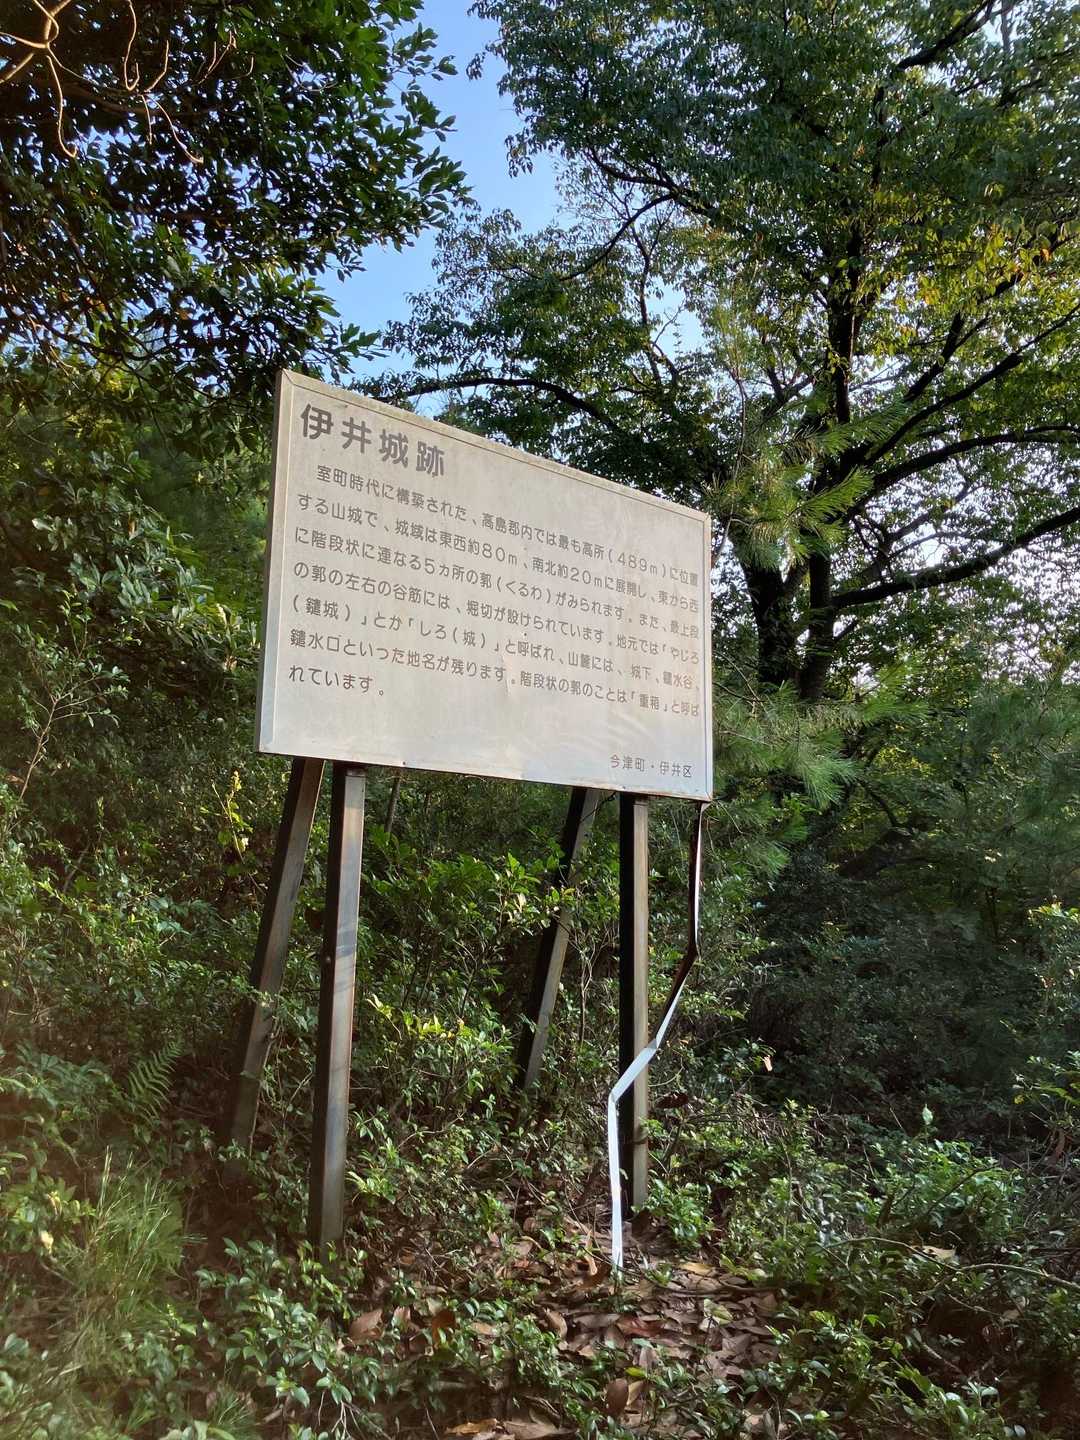 伊井城跡
室町時代に構築された、高島郡内では最も高所(489m)に位置
する山城で、城域は東西約80m、南北約20mに展開し、東から西
に階段状に連なる5ヵ所の郭(くるわ)がみられます。また、最上段
の郭の左右の谷筋には、堀切が設けられています。地元では「やじろ
(鑓城)」とか「しろ(城)」と呼ばれ、山麓には、城下、鑓水谷、
鑓水口といった地名が残ります。階段状の郭のことは「重箱」と呼ば
れています。
今津町・伊井区